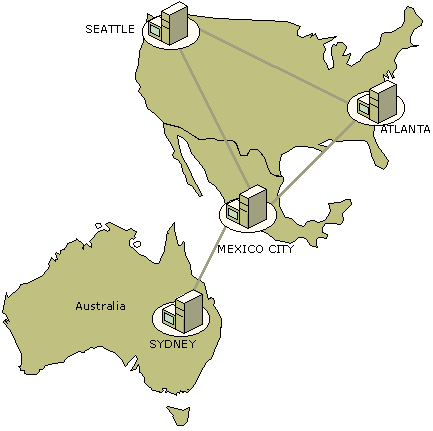 SEATTLE
ATLANTA
MEXICO CITY
Australia
SYDNEY